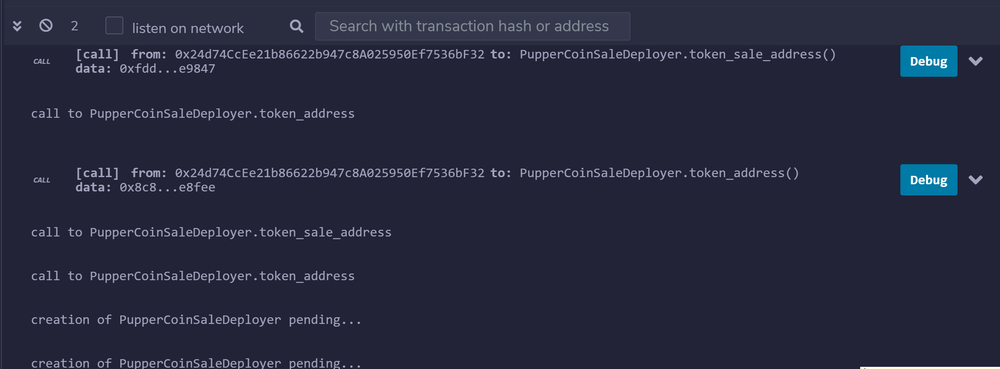 2 listen on network Search with transaction hash or address
CALL [call] from: 0x24d74CcEe21b86622b947c8A025950Ef7536bF32 to: PupperCoinSaleDeployer.token_sale_address() Debug
data: 0xfdd...e9847
call to PupperCoinSaleDeployer.token_address
CALL [call] from: 0x24d74CcEe21b86622b947c8A025950Ef7536bF32 to: PupperCoinSaleDeployer.token_address() Debug
data: 0x8c8...e8fee
call to PupperCoinSaleDeployer.token_sale_address
call to PupperCoinSaleDeployer.token_address
creation of PupperCoinSaleDeployer pending...
creation of PupperCoinSaleDeployer pending...